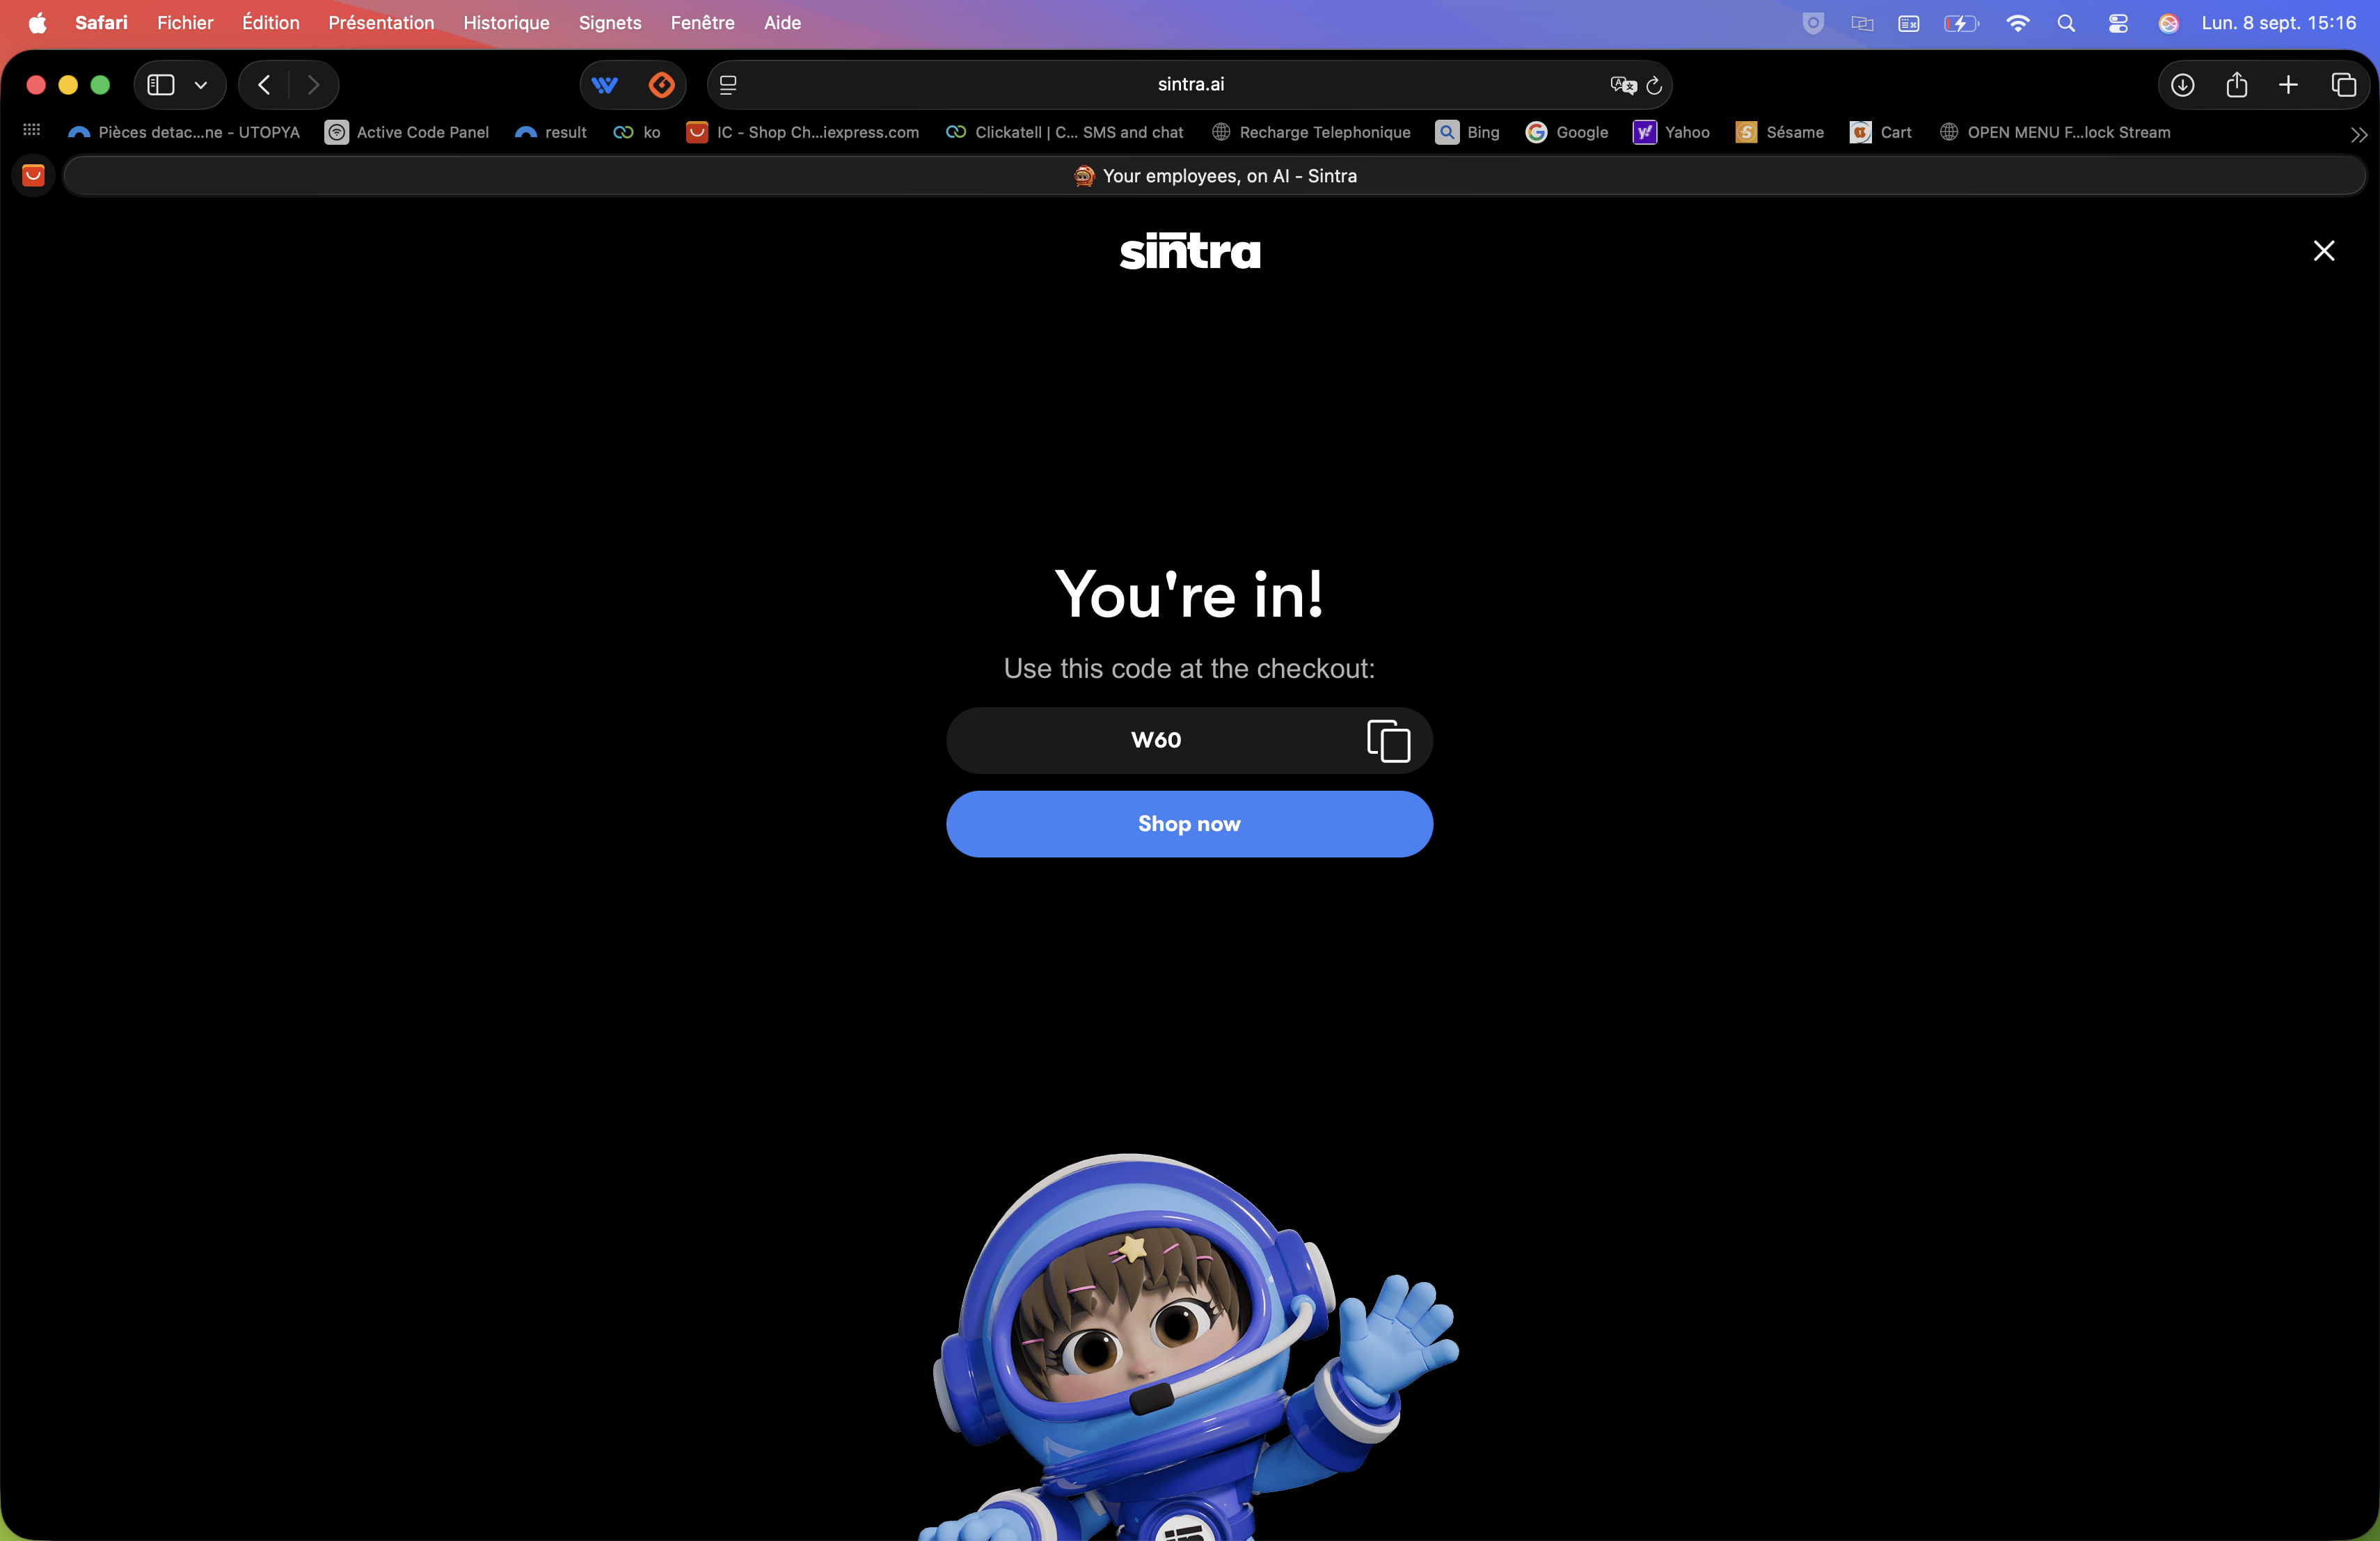 Safari Fichier Édition Présentation Historique Signets Fenêtre Aide Lun. 8 sept. 15:16
sintra.ai
Pièces detac...ne - UTOPYA Active Code Panel result ko IC - Shop Ch...iexpress.com Clickatell | C... SMS and chat Recharge Telephonique Bing Google Yahoo Sésame Cart OPEN MENU F...lock Stream
Your employees, on AI - Sintra
sintra
You're in!
Use this code at the checkout:
W60
Shop now